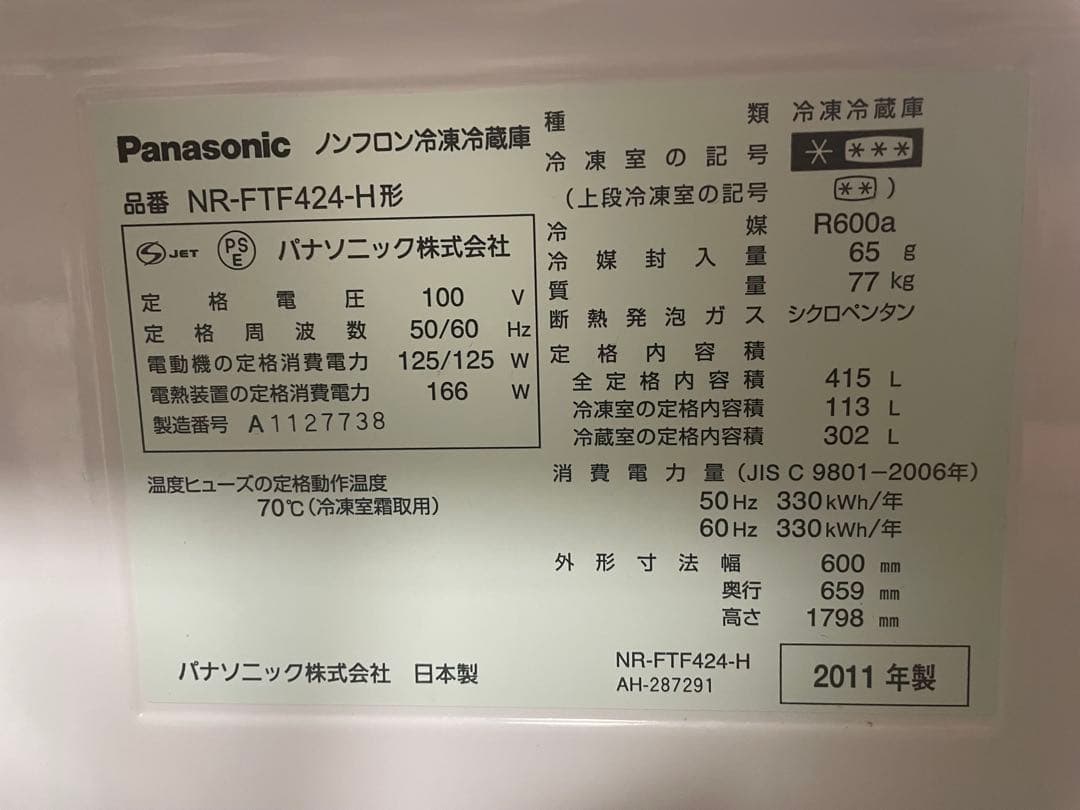 Panasonic ノンフロン冷凍冷蔵庫
品番 NR-FTF424-H形
S JET PSE パナソニック株式会社
定格電圧 100 V
定格周波数 50/60 Hz
電動機の定格消費電力 125/125 W
電熱装置の定格消費電力 166 W
製造番号 A1127738
温度ヒューズの定格動作温度
70℃(冷凍室霜取用)
パナソニック株式会社 日本製
種類 冷凍冷蔵庫
冷凍室の記号 * ***
(上段冷凍室の記号 **)
冷媒 R600a
冷媒封入量 65 g
質量 77 kg
断熱発泡ガス シクロペンタン
定格内容積
全定格内容積 415 L
冷凍室の定格内容積 113 L
冷蔵室の定格内容積 302 L
消費電力量(JIS C 9801-2006年)
50Hz 330kWh/年
60Hz 330kWh/年
外形寸法 幅 600 mm
奥行 659 mm
高さ 1798 mm
NR-FTF424-H
AH-287291
2011年製